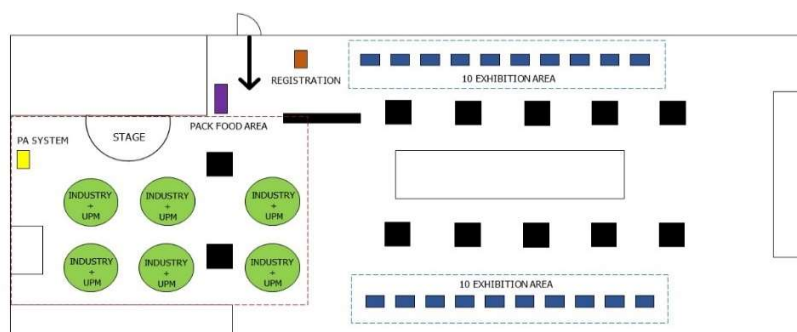 REGISTRATION
10 EXHIBITION AREA
PACK FOOD AREA
STAGE
PA SYSTEM
INDUSTRY
+
UPM
INDUSTRY
+
UPM
INDUSTRY
+
UPM
INDUSTRY
+
UPM
INDUSTRY
+
UPM
INDUSTRY
+
UPM
10 EXHIBITION AREA